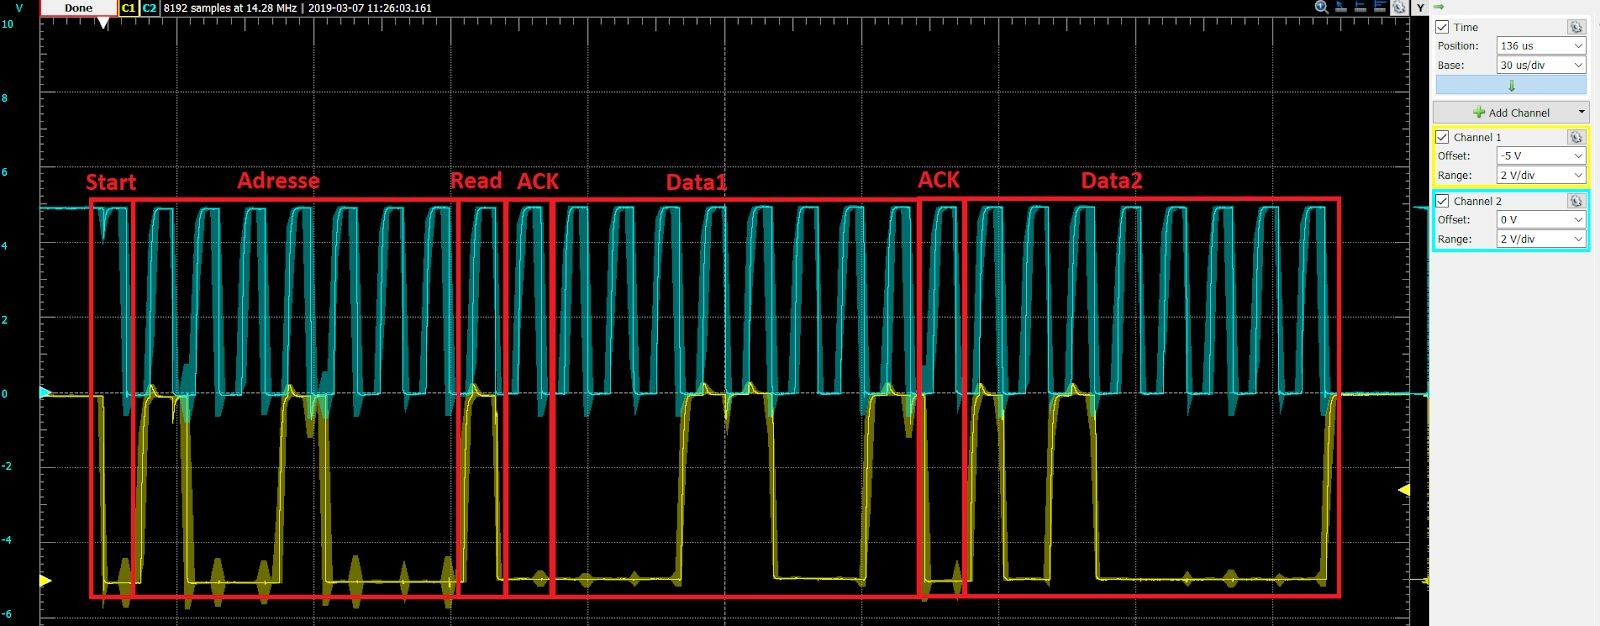 V Done C1 C2 8192 samples at 14.28 MHz | 2019-03-07 11:26:03.161 Y
10
8
6
4
2
0
-2
-4
-6
Start Adresse Read ACK Data1 ACK Data2
Time
Position: 136 us
Base: 30 us/div
Add Channel
Channel 1
Offset: -5 V
Range: 2 V/div
Channel 2
Offset: 0 V
Range: 2 V/div